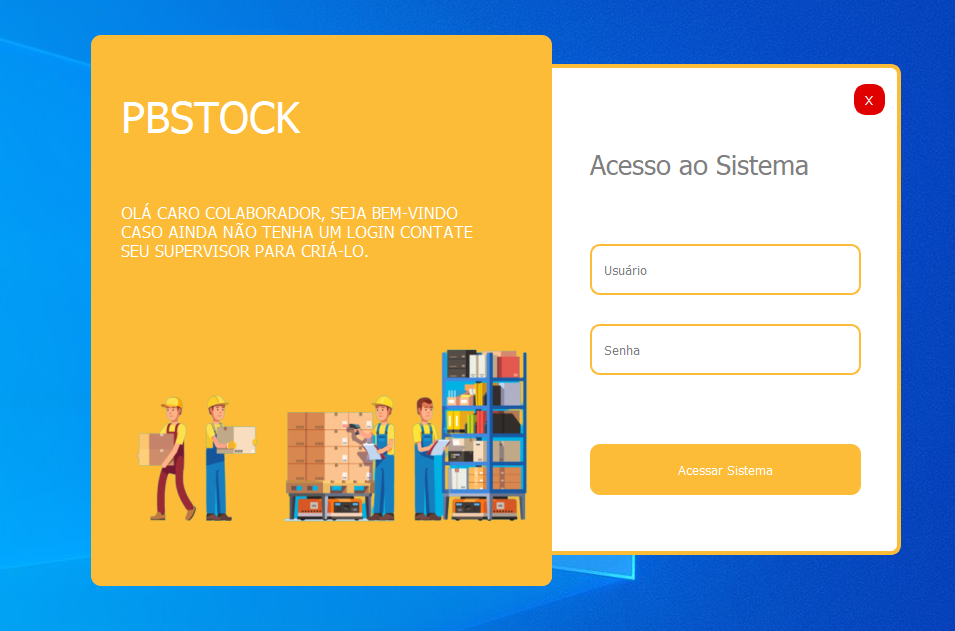 PBSTOCK
OLÁ CARO COLABORADOR, SEJA BEM-VINDO
CASO AINDA NÃO TENHA UM LOGIN CONTATE
SEU SUPERVISOR PARA CRIÁ-LO.
X
Acesso ao Sistema
Usuário
Senha
Acessar Sistema